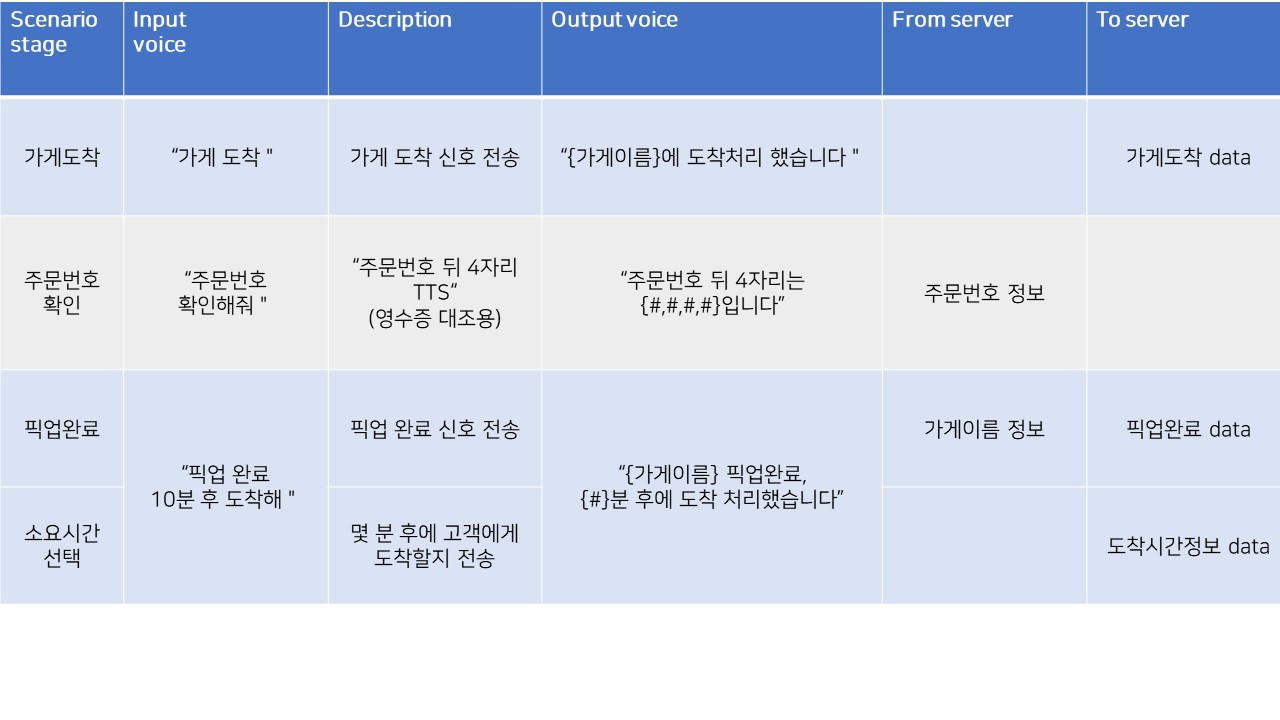 Scenario
stage
Input
voice
Description
Output voice
From server
To server
가게도착
“가게 도착 "
가게 도착 신호 전송
“{가게이름}에 도착처리 했습니다 "
가게도착 data
주문번호
확인
“주문번호
확인해줘 "
“주문번호 뒤 4자리
TTS“
(영수증 대조용)
“주문번호 뒤 4자리는
{#,#,#,#}입니다”
주문번호 정보
픽업완료
“픽업 완료
10분 후 도착해 "
픽업 완료 신호 전송
“{가게이름} 픽업완료,
{#}분 후에 도착 처리했습니다”
가게이름 정보
픽업완료 data
소요시간
선택
몇 분 후에 고객에게
도착할지 전송
도착시간정보 data